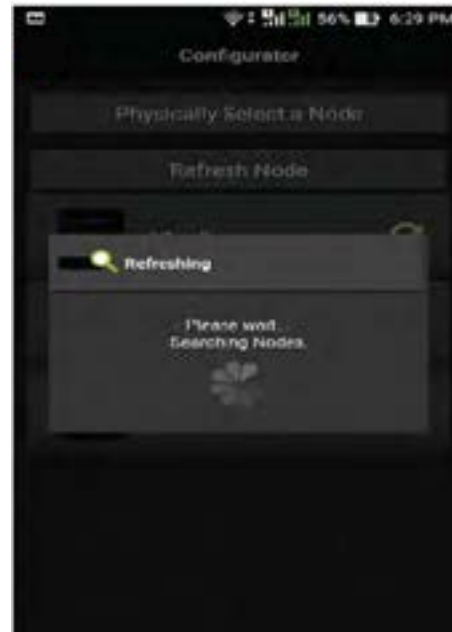 56% 6:29 PM
Configurator
Physically Select a Node
Refresh Node
Refreshing
Please wait..
Searching Nodes.